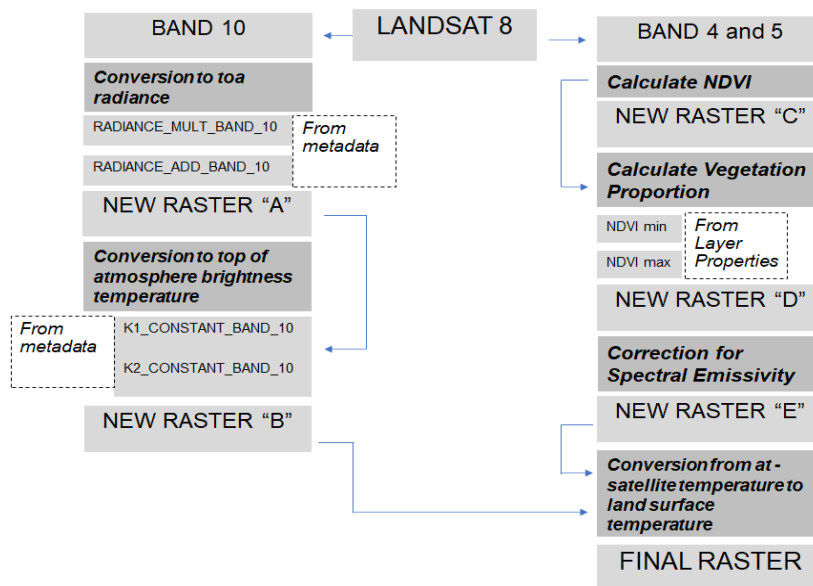 LANDSAT 8
BAND 10
Conversion to toa
radiance
RADIANCE_MULT_BAND_10
RADIANCE_ADD_BAND_10
From
metadata
NEW RASTER “A”
Conversion to top of
atmosphere brightness
temperature
From
metadata
K1_CONSTANT_BAND_10
K2_CONSTANT_BAND_10
NEW RASTER “B”
BAND 4 and 5
Calculate NDVI
NEW RASTER “C”
Calculate Vegetation
Proportion
NDVI min
NDVI max
From
Layer
Properties
NEW RASTER “D”
Correction for
Spectral Emissivity
NEW RASTER “E”
Conversion from at-
satellite temperature to
land surface
temperature
FINAL RASTER